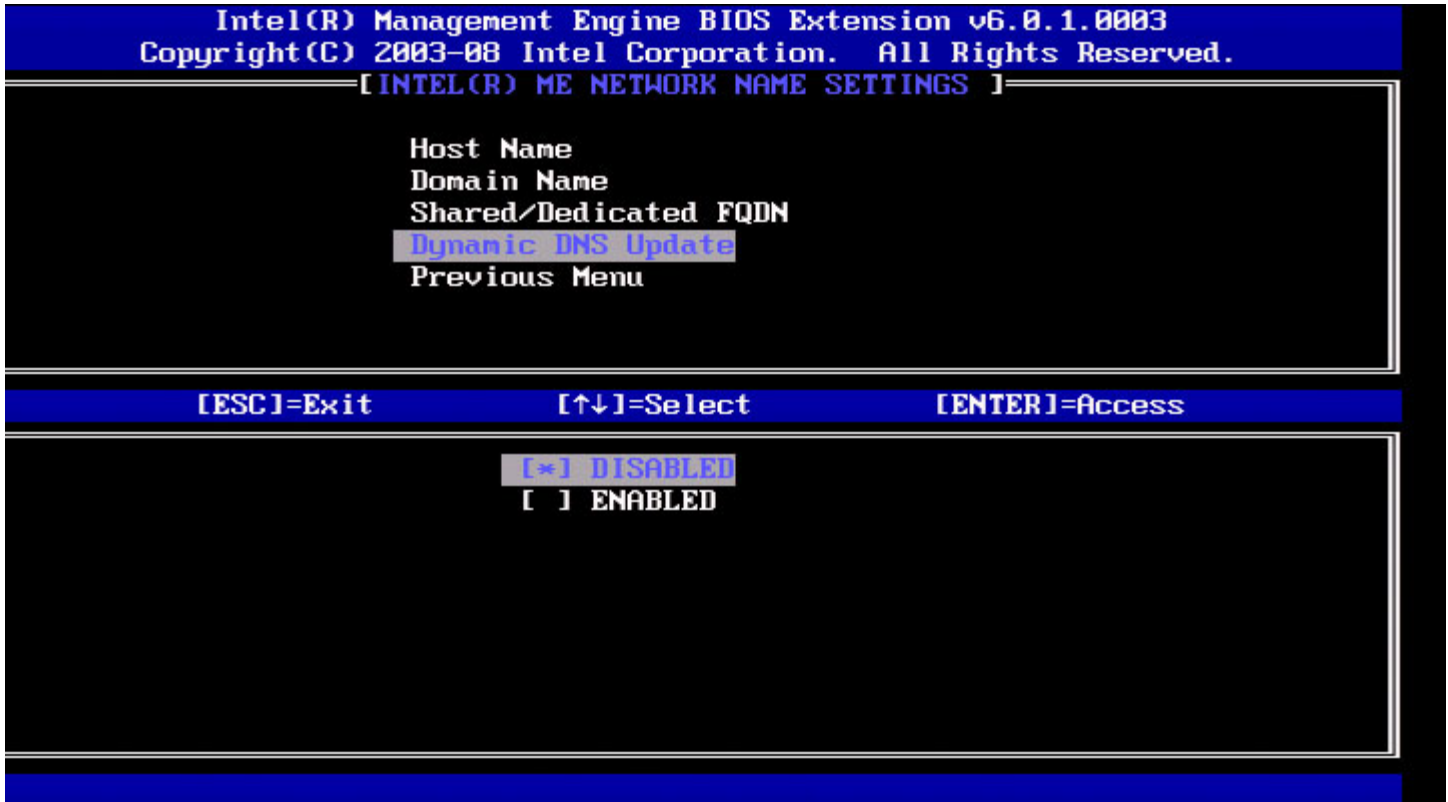 Intel(R) Management Engine BIOS Extension v6.0.1.0003
Copyright(C) 2003-08 Intel Corporation. All Rights Reserved.
[INTEL(R) ME NETWORK NAME SETTINGS ]
Host Name
Domain Name
Shared/Dedicated FQDN
Dynamic DNS Update
Previous Menu
[ESC]=Exit [↑↓]=Select [ENTER]=Access
[*] DISABLED
[ ] ENABLED